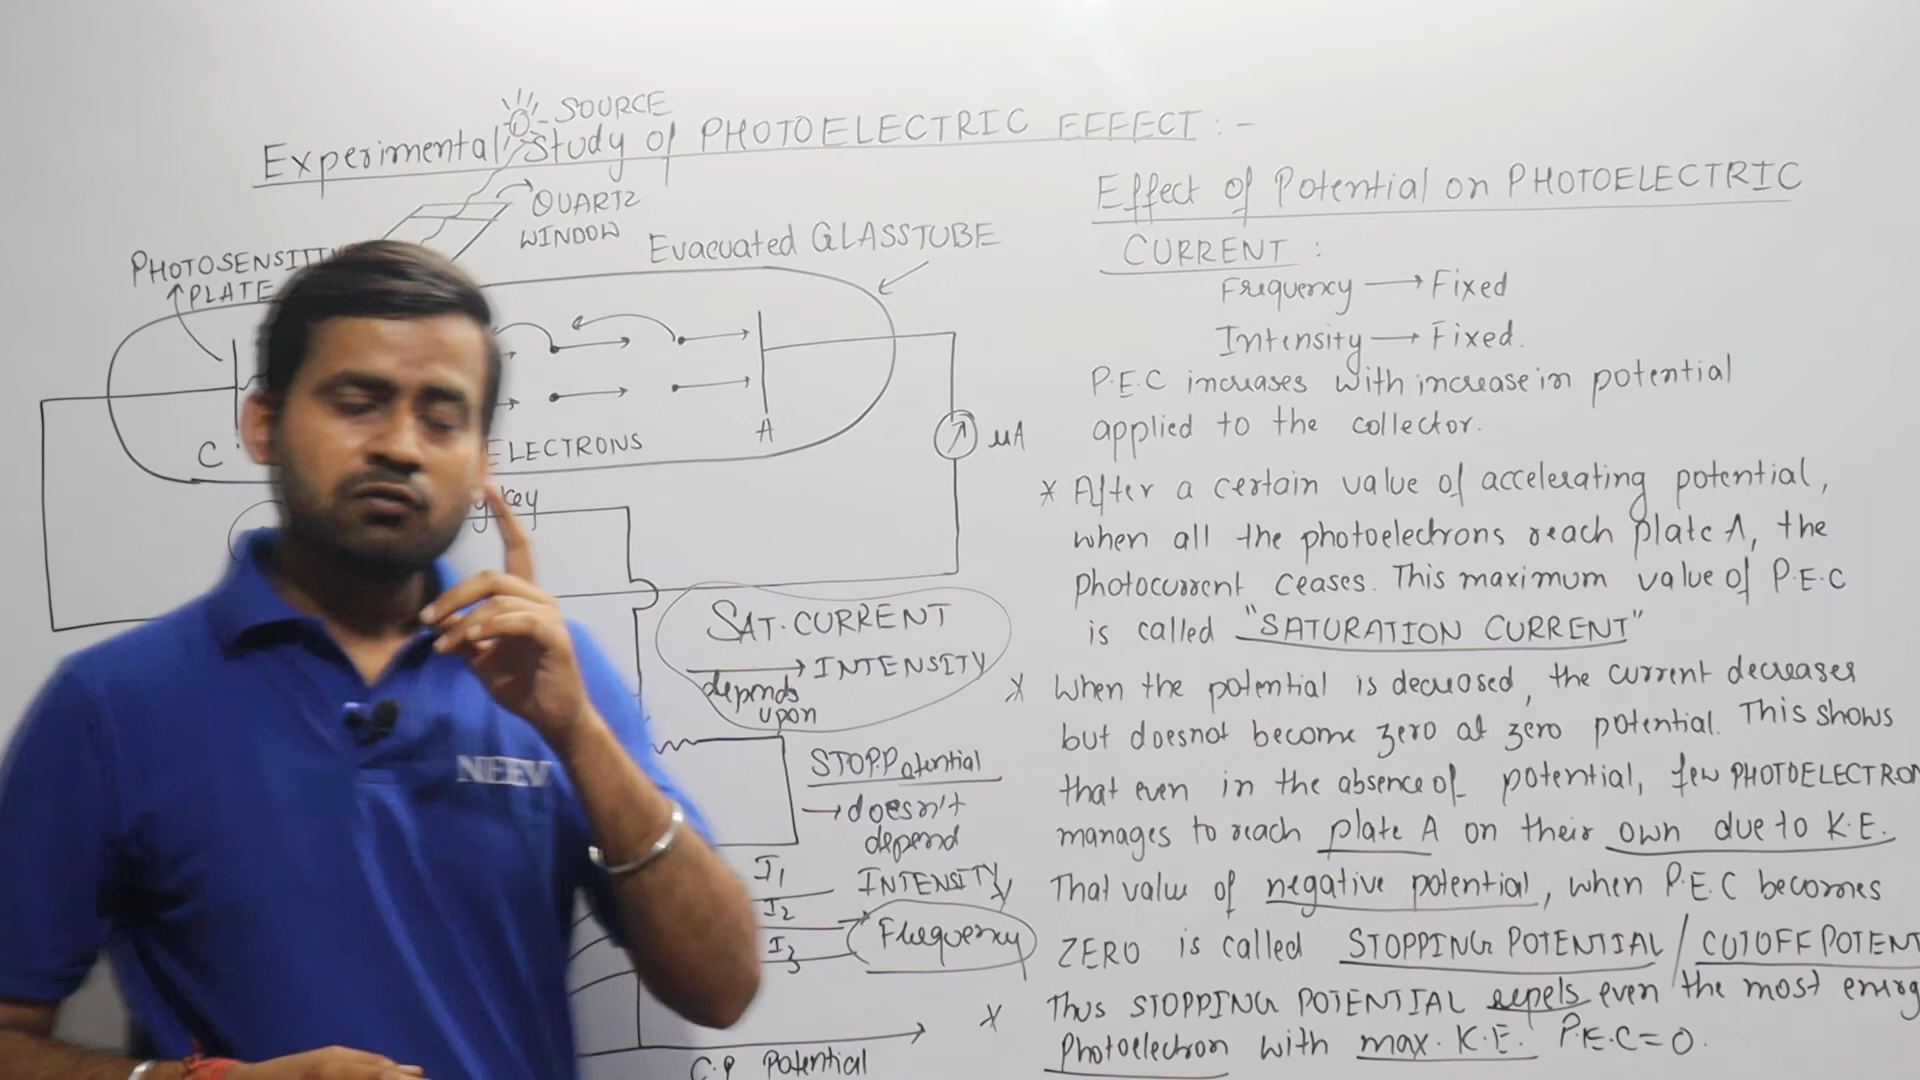 SOURCE
Experimental Study of PHOTOELECTRIC EFFECT : -
QUARTZ
WINDOW
Evacuated GLASSTUBE
PHOTOSENSITIV
PLATE
C
A
ELECTRONS
μA
key
SAT. CURRENT
→ INTENSITY
depends
upon
STOP.Potential
→ doesn't
depend
INTENSITY
Frequency
I1
I2
I3
Potential
Effect of Potential on PHOTOELECTRIC
CURRENT :
Frequency → Fixed
Intensity → Fixed.
P.E.C increases with increase in potential
applied to the collector.
* After a certain value of accelerating potential,
when all the photoelectrons reach plate A, the
photocurrent ceases. This maximum value of P.E.C
is called "SATURATION CURRENT"
* When the potential is decreased, the current decreases
but doesnot become zero at zero potential. This shows
that even in the absence of potential, few PHOTOELECTRON
manages to reach plate A on their own due to K.E.
* That value of negative potential, when P.E.C becomes
ZERO is called STOPPING POTENTIAL / CUTOFF POTENT
* Thus STOPPING POTENTIAL repels even the most energ
Photoelectron with max. K.E. P.E.C = 0.
NEEV